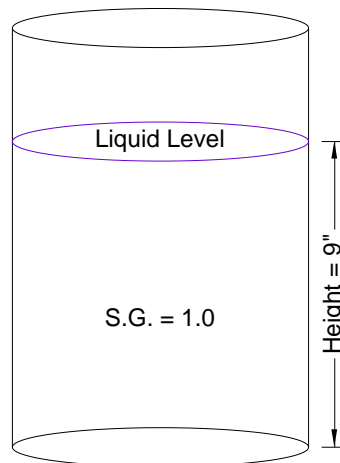 Liquid Level
S.G. = 1.0
Height = 9"